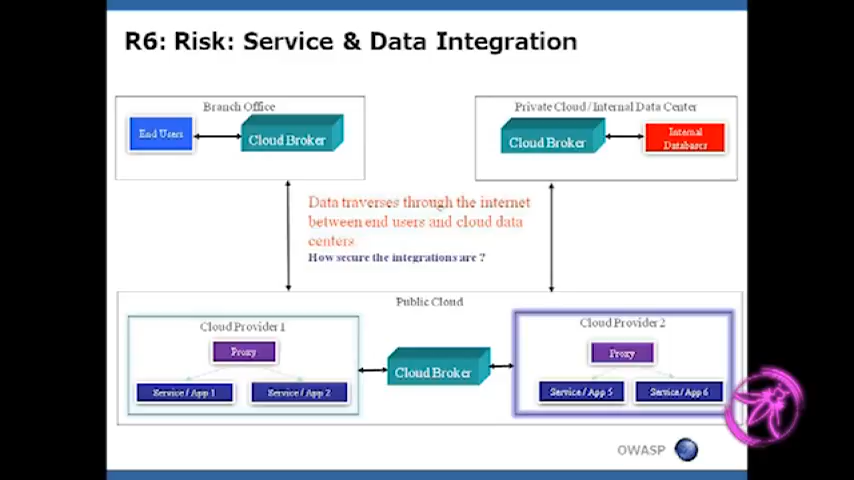 R6: Risk: Service & Data Integration
Branch Office
End Users
Cloud Broker
Private Cloud / Internal Data Center
Cloud Broker
Internal
Databases
Data traverses through the internet
between end users and cloud data
centers
How secure the integrations are ?
Public Cloud
Cloud Provider 1
Proxy
Service / App 1
Service / App 2
Cloud Broker
Cloud Provider 2
Proxy
Service / App 5
Service / App 6
OWASP